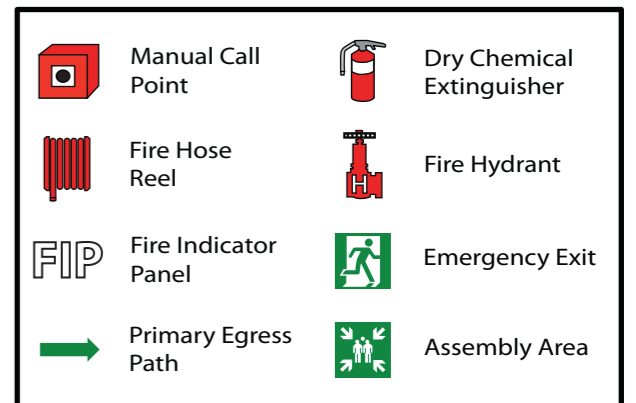 Manual Call
Point
Dry Chemical
Extinguisher
Fire Hose
Reel
H
Fire Hydrant
FIP
Fire Indicator
Panel
Emergency Exit
Primary Egress
Path
Assembly Area